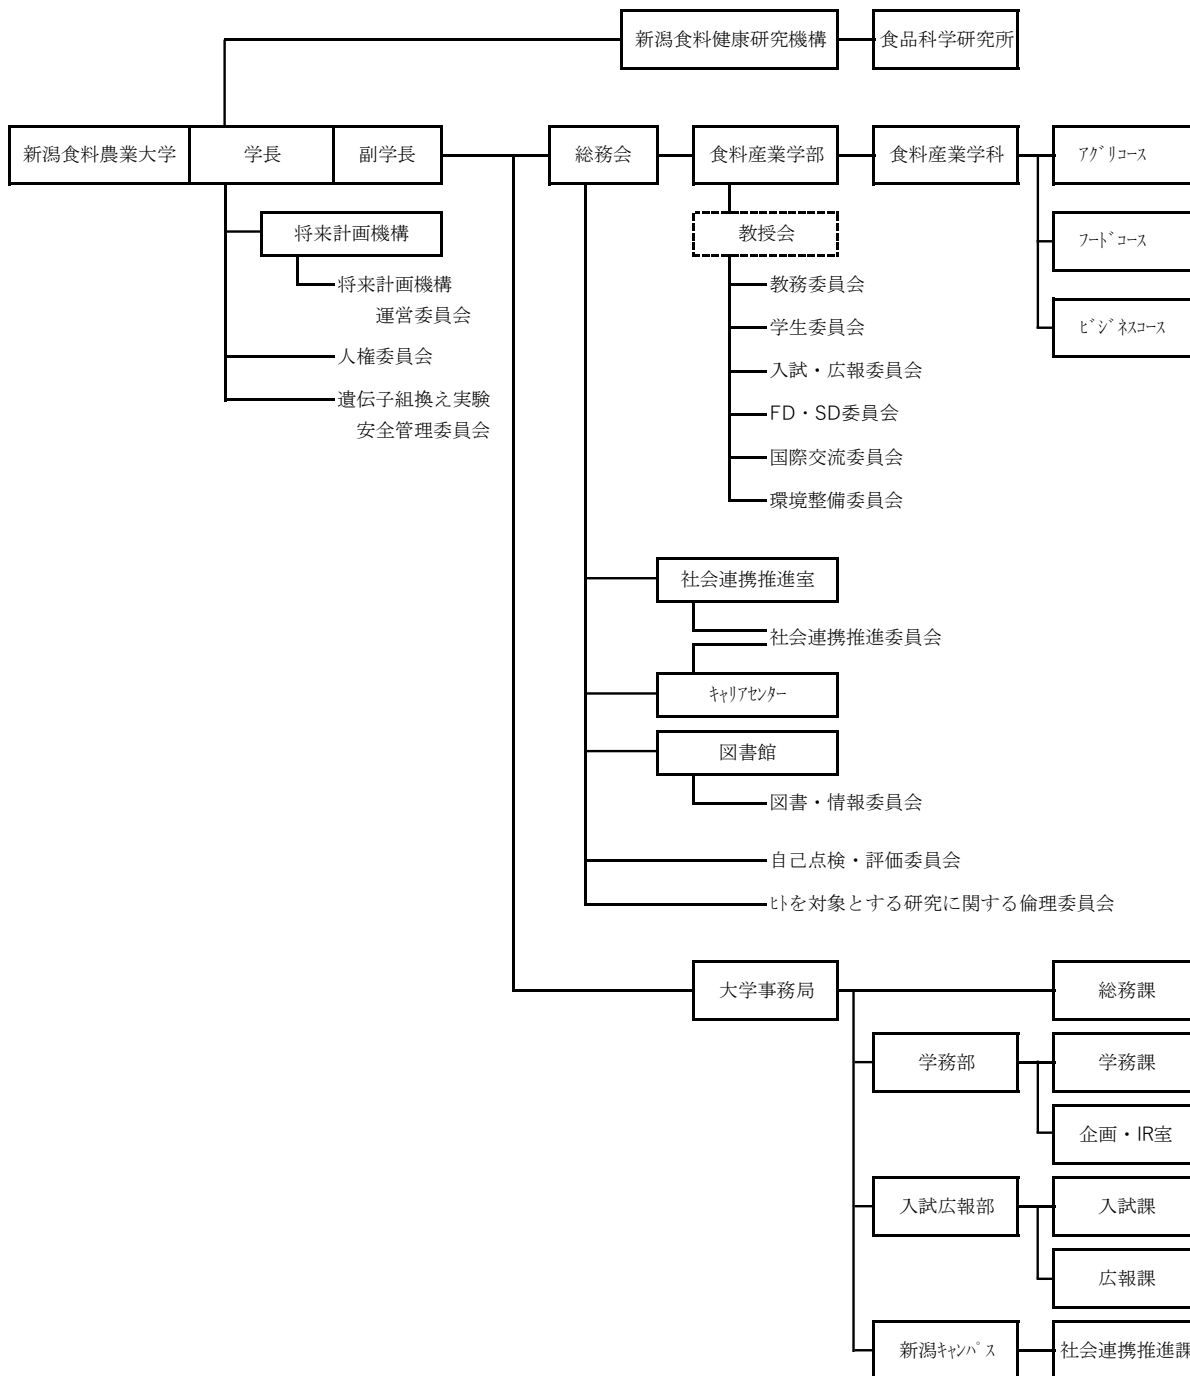 新潟食料健康研究機構
食品科学研究所
新潟食料農業大学
学長
副学長
総務会
食料産業学部
食料産業学科
ｱｸﾞﾘｺｰｽ
将来計画機構
教授会
ﾌｰﾄﾞｺｰｽ
将来計画機構
運営委員会
教務委員会
学生委員会
ﾋﾞｼﾞﾈｽｺｰｽ
人権委員会
入試・広報委員会
遺伝子組換え実験
安全管理委員会
FD・SD委員会
国際交流委員会
環境整備委員会
社会連携推進室
社会連携推進委員会
ｷｬﾘｱｾﾝﾀｰ
図書館
図書・情報委員会
自己点検・評価委員会
ﾋﾄを対象とする研究に関する倫理委員会
大学事務局
総務課
学務部
学務課
企画・IR室
入試広報部
入試課
広報課
新潟ｷｬﾝﾊﾟｽ
社会連携推進課